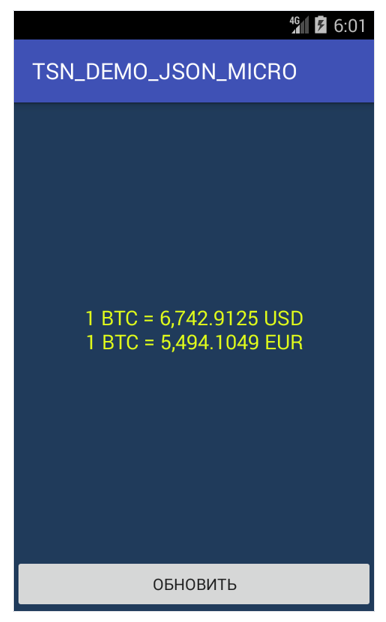 4G 6:01
TSN_DEMO_JSON_MICRO
1 BTC = 6,742.9125 USD
1 BTC = 5,494.1049 EUR
ОБНОВИТЬ